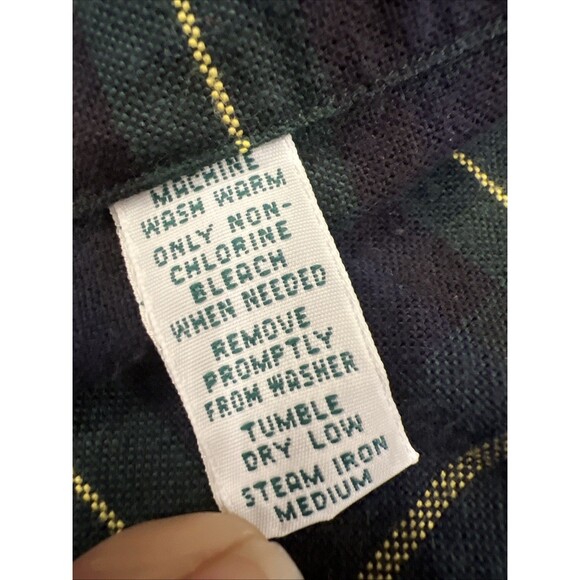 MACHINE
WASH WARM
ONLY NON-
CHLORINE
BLEACH
WHEN NEEDED
REMOVE
PROMPTLY
FROM WASHER
TUMBLE
DRY LOW
STEAM IRON
MEDIUM